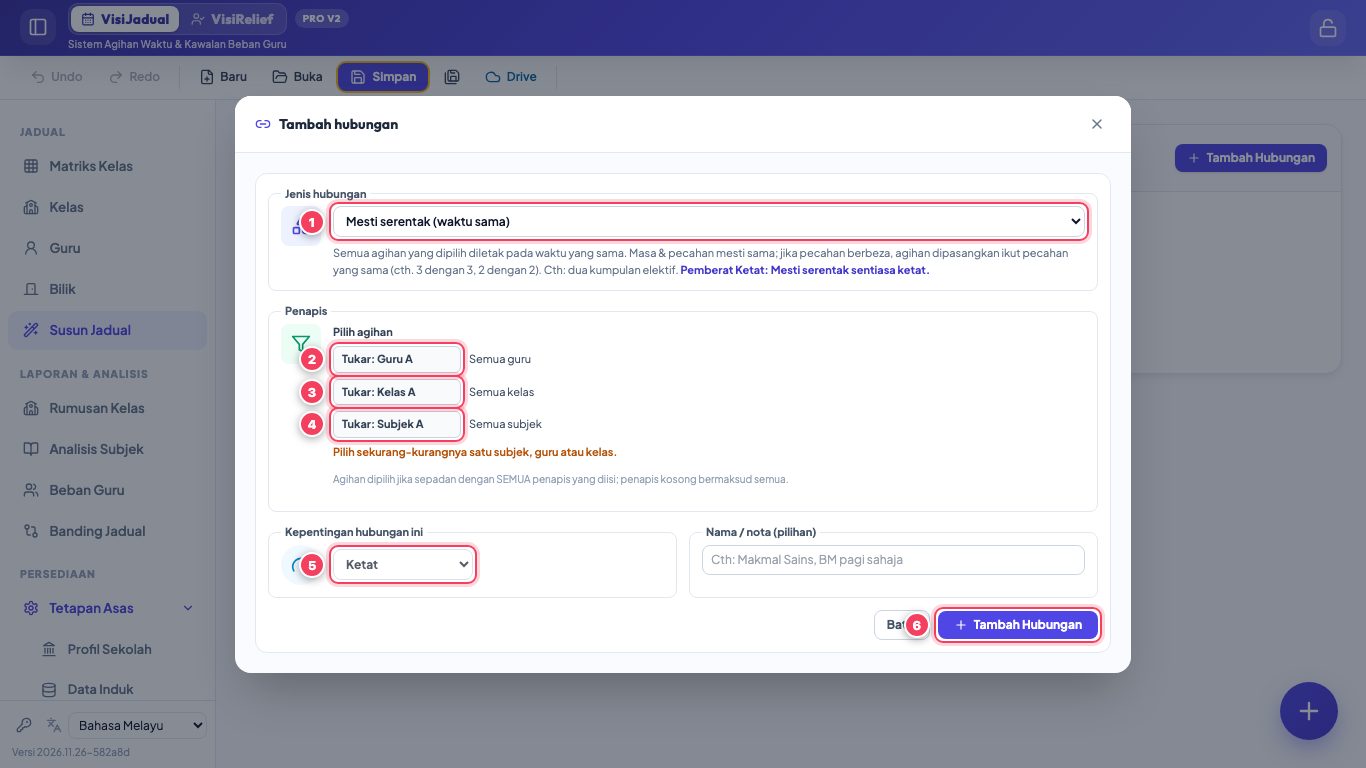 VisiJadual
VisiRelief
PRO V2
Sistem Agihan Waktu & Kawalan Beban Guru
Undo
Redo
Baru
Buka
Simpan
Drive
JADUAL
Matriks Kelas
Kelas
Guru
Bilik
Susun Jadual
LAPORAN & ANALISIS
Rumusan Kelas
Analisis Subjek
Beban Guru
Banding Jadual
PERSEDIAAN
Tetapan Asas
Profil Sekolah
Data Induk
Bahasa Melayu
Versi 2026.11.26-582a8d
Tambah Hubungan
Tambah hubungan
Jenis hubungan
1
Mesti serentak (waktu sama)
Semua agihan yang dipilih diletak pada waktu yang sama. Masa & pecahan mesti sama; jika pecahan berbeza, agihan dipasangkan ikut pecahan
yang sama (cth. 3 dengan 3, 2 dengan 2). Cth: dua kumpulan elektif. Pemberat Ketat: Mesti serentak sentiasa ketat.
Penapis
Pilih agihan
2 Tukar: Guru A Semua guru
3 Tukar: Kelas A Semua kelas
4 Tukar: Subjek A Semua subjek
Pilih sekurang-kurangnya satu subjek, guru atau kelas.
Agihan dipilih jika sepadan dengan SEMUA penapis yang diisi; penapis kosong bermaksud semua.
Kepentingan hubungan ini
5 Ketat
Nama / nota (pilihan)
Cth: Makmal Sains, BM pagi sahaja
6 Tambah Hubungan